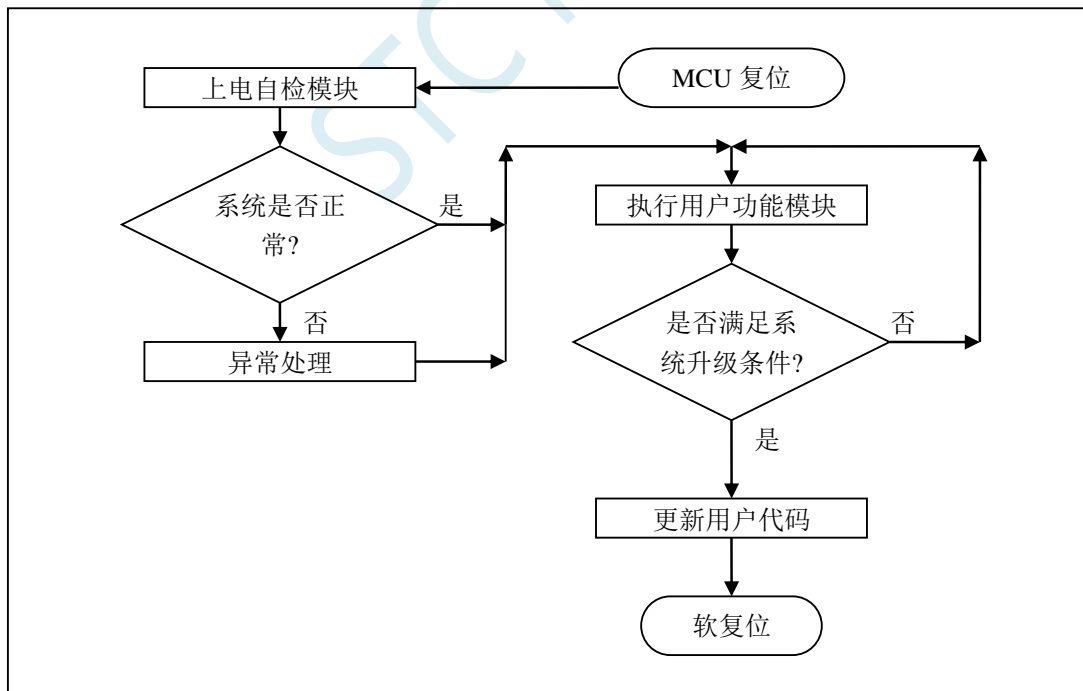 MCU 复位
上电自检模块
系统是否正
常?
是
否
异常处理
执行用户功能模块
是否满足系
统升级条件?
否
是
更新用户代码
软复位
STC